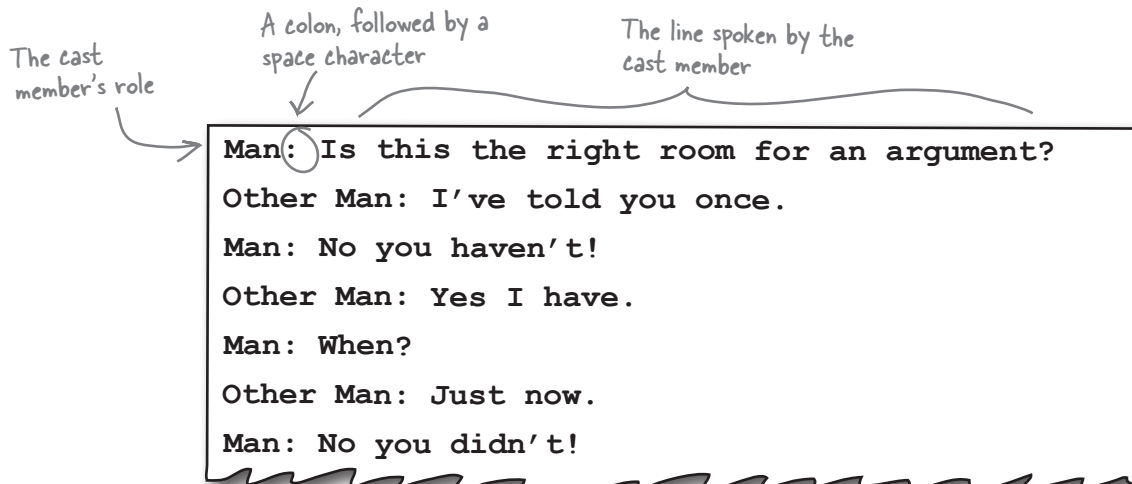 The cast
member's role
A colon, followed by a
space character
The line spoken by the
cast member
Man: Is this the right room for an argument?
Other Man: I've told you once.
Man: No you haven't!
Other Man: Yes I have.
Man: When?
Other Man: Just now.
Man: No you didn't!